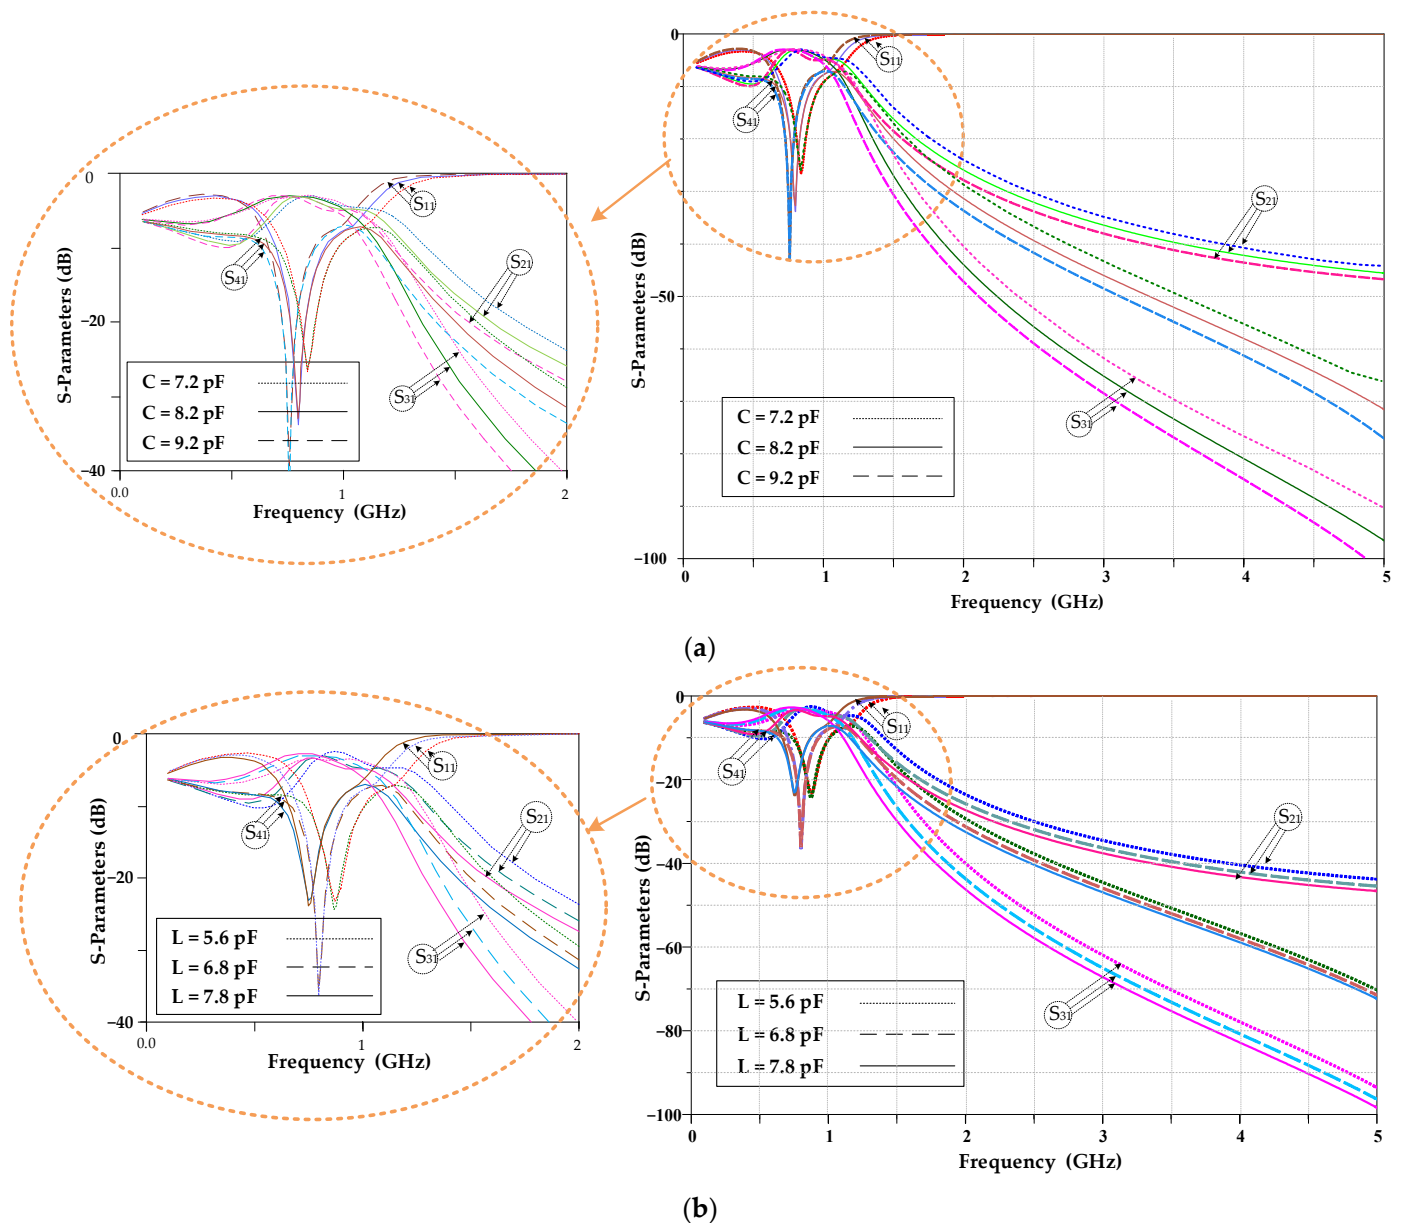 0
S11
S41
S21
−50
S-Parameters (dB)
S31
C = 7.2 pF
C = 8.2 pF
C = 9.2 pF
−100
0 1 2 3 4 5
Frequency (GHz)
0
S11
S41
S21
S31
−20
S-Parameters (dB)
C = 7.2 pF
C = 8.2 pF
C = 9.2 pF
−40
0.0 1 2
Frequency (GHz)
(a)
0
S11
S41
S21
S31
−20
S-Parameters (dB)
L = 5.6 pF
L = 6.8 pF
L = 7.8 pF
−40
0.0 1 2
Frequency (GHz)
0
S11
S41
−20
S21
−40
S-Parameters (dB)
−60
S31
L = 5.6 pF
L = 6.8 pF
L = 7.8 pF
−80
−100
0 1 2 3 4 5
Frequency (GHz)
(b)